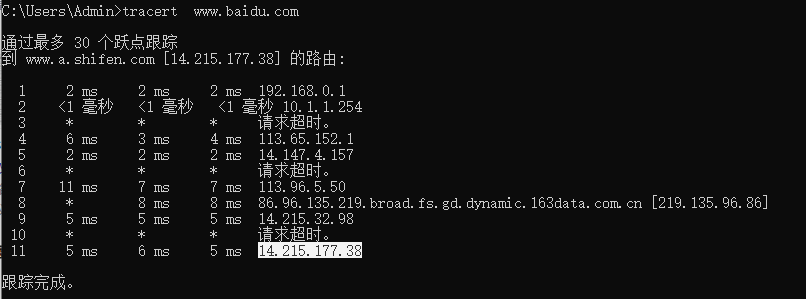 C:\Users\Admin>tracert  www.baidu.com
通过最多 30 个跃点跟踪
到 www.a.shifen.com [14.215.177.38] 的路由:
1     2 ms     2 ms     2 ms  192.168.0.1
2    <1 毫秒   <1 毫秒   <1 毫秒 10.1.1.254
3     *        *        *     请求超时。
4     6 ms     3 ms     4 ms  113.65.152.1
5     2 ms     2 ms     2 ms  14.147.4.157
6     *        *        *     请求超时。
7    11 ms     7 ms     7 ms  113.96.5.50
8     *        8 ms     8 ms  86.96.135.219.broad.fs.gd.dynamic.163data.com.cn [219.135.96.86]
9     5 ms     5 ms     5 ms  14.215.32.98
10     *        *        *     请求超时。
11     5 ms     6 ms     5 ms  14.215.177.38
跟踪完成。